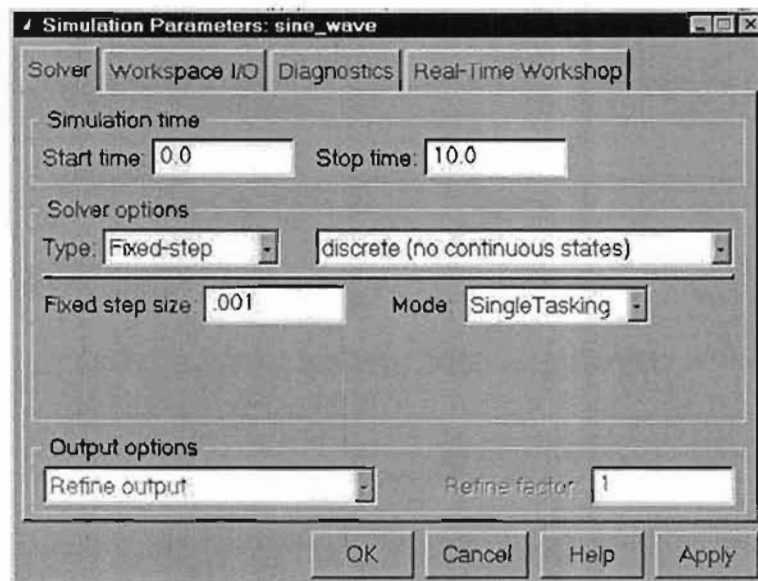 Simulation Parameters: sine_wave
Solver Workspace I/O Diagnostics Real-Time Workshop
Simulation time
Start time: 0.0 Stop time: 10.0
Solver options
Type: Fixed-step discrete (no continuous states)
Fixed step size: .001 Mode: SingleTasking
Output options
Refine output Refine factor: 1
OK Cancel Help Apply